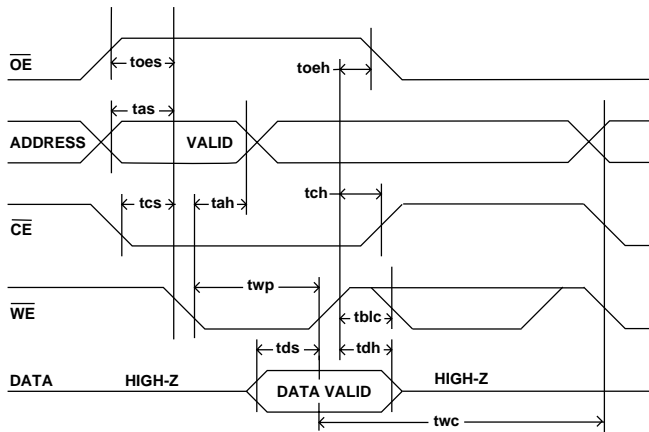 OE
toes
toeh
tas
ADDRESS
VALID
tcs
tah
tch
CE
twp
WE
tblc
tds
tdh
DATA
HIGH-Z
DATA VALID
HIGH-Z
twc